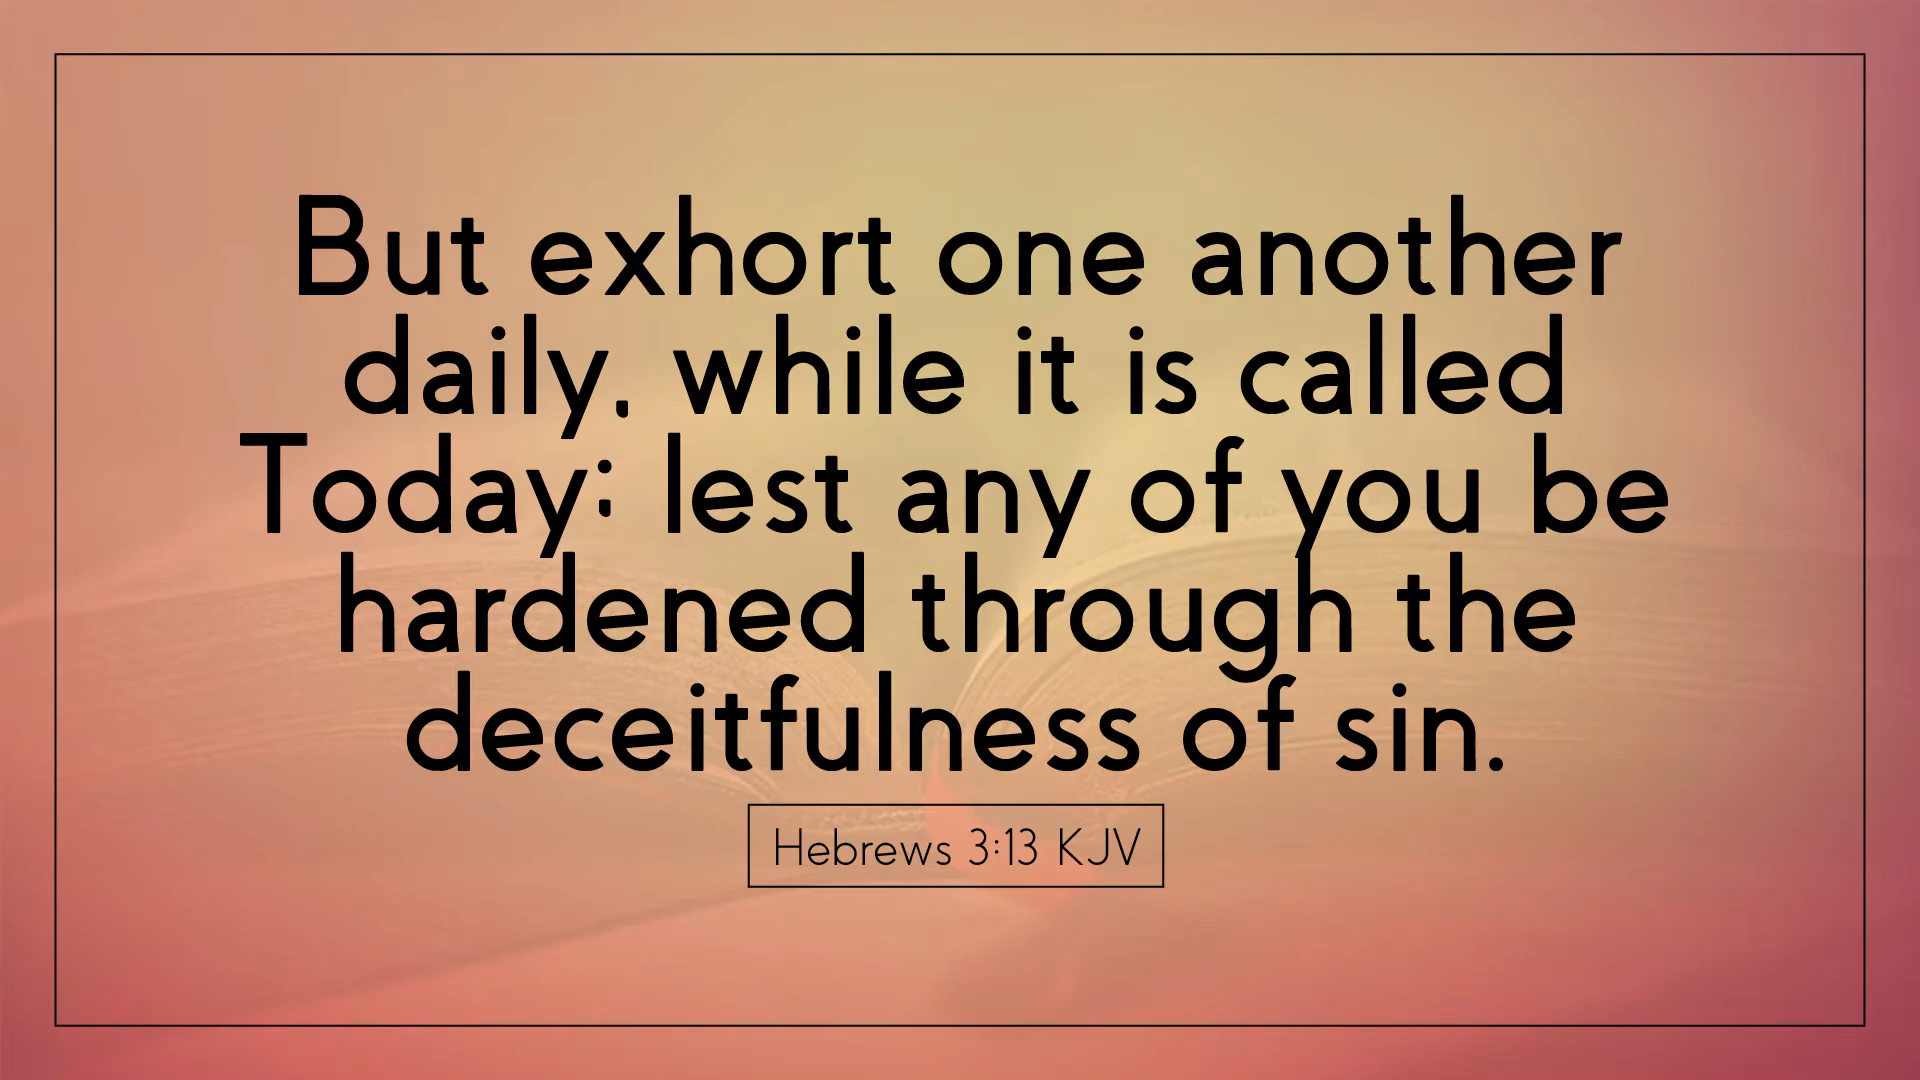 But exhort one another
daily, while it is called
Today; lest any of you be
hardened through the
deceitfulness of sin.
Hebrews 3:13 KJV